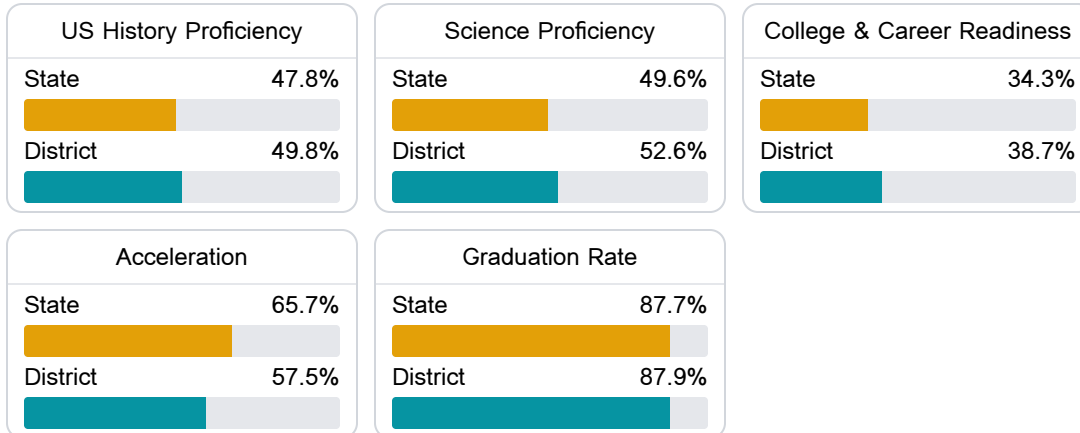 US History Proficiency
State 47.8%
District 49.8%
Science Proficiency
State 49.6%
District 52.6%
College & Career Readiness
State 34.3%
District 38.7%
Acceleration
State 65.7%
District 57.5%
Graduation Rate
State 87.7%
District 87.9%